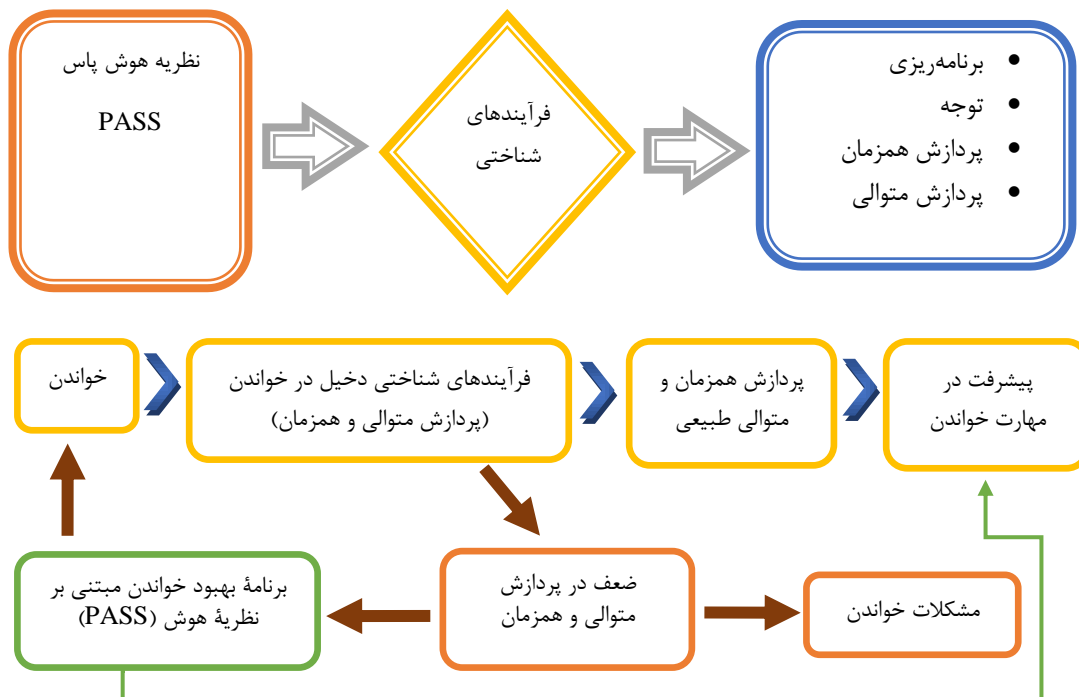 نظریه هوش پاس
PASS
فرآیندهای
شناختی
• برنامه‌ریزی
• توجه
• پردازش همزمان
• پردازش متوالی
خواندن
فرآیندهای شناختی دخیل در خواندن
(پردازش متوالی و همزمان)
پردازش همزمان و
متوالی طبیعی
پیشرفت در
مهارت خواندن
برنامۀ بهبود خواندن مبتنی بر
نظریۀ هوش (PASS)
ضعف در پردازش
متوالی و همزمان
مشکلات خواندن